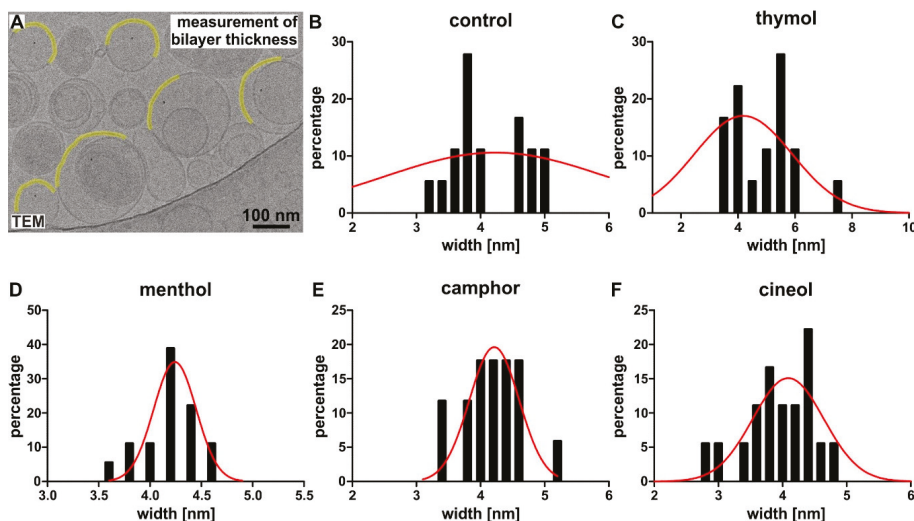 A
measurement of
bilayer thickness
TEM
100 nm
B
control
percentage
30
20
10
0
2
3
4
5
6
width [nm]
C
thymol
percentage
30
20
10
0
2
4
6
8
10
width [nm]
D
menthol
percentage
50
40
30
20
10
0
3.0
3.5
4.0
4.5
5.0
5.5
width [nm]
E
camphor
percentage
25
20
15
10
5
0
2
3
4
5
6
width [nm]
F
cineol
percentage
25
20
15
10
5
0
2
3
4
5
6
width [nm]